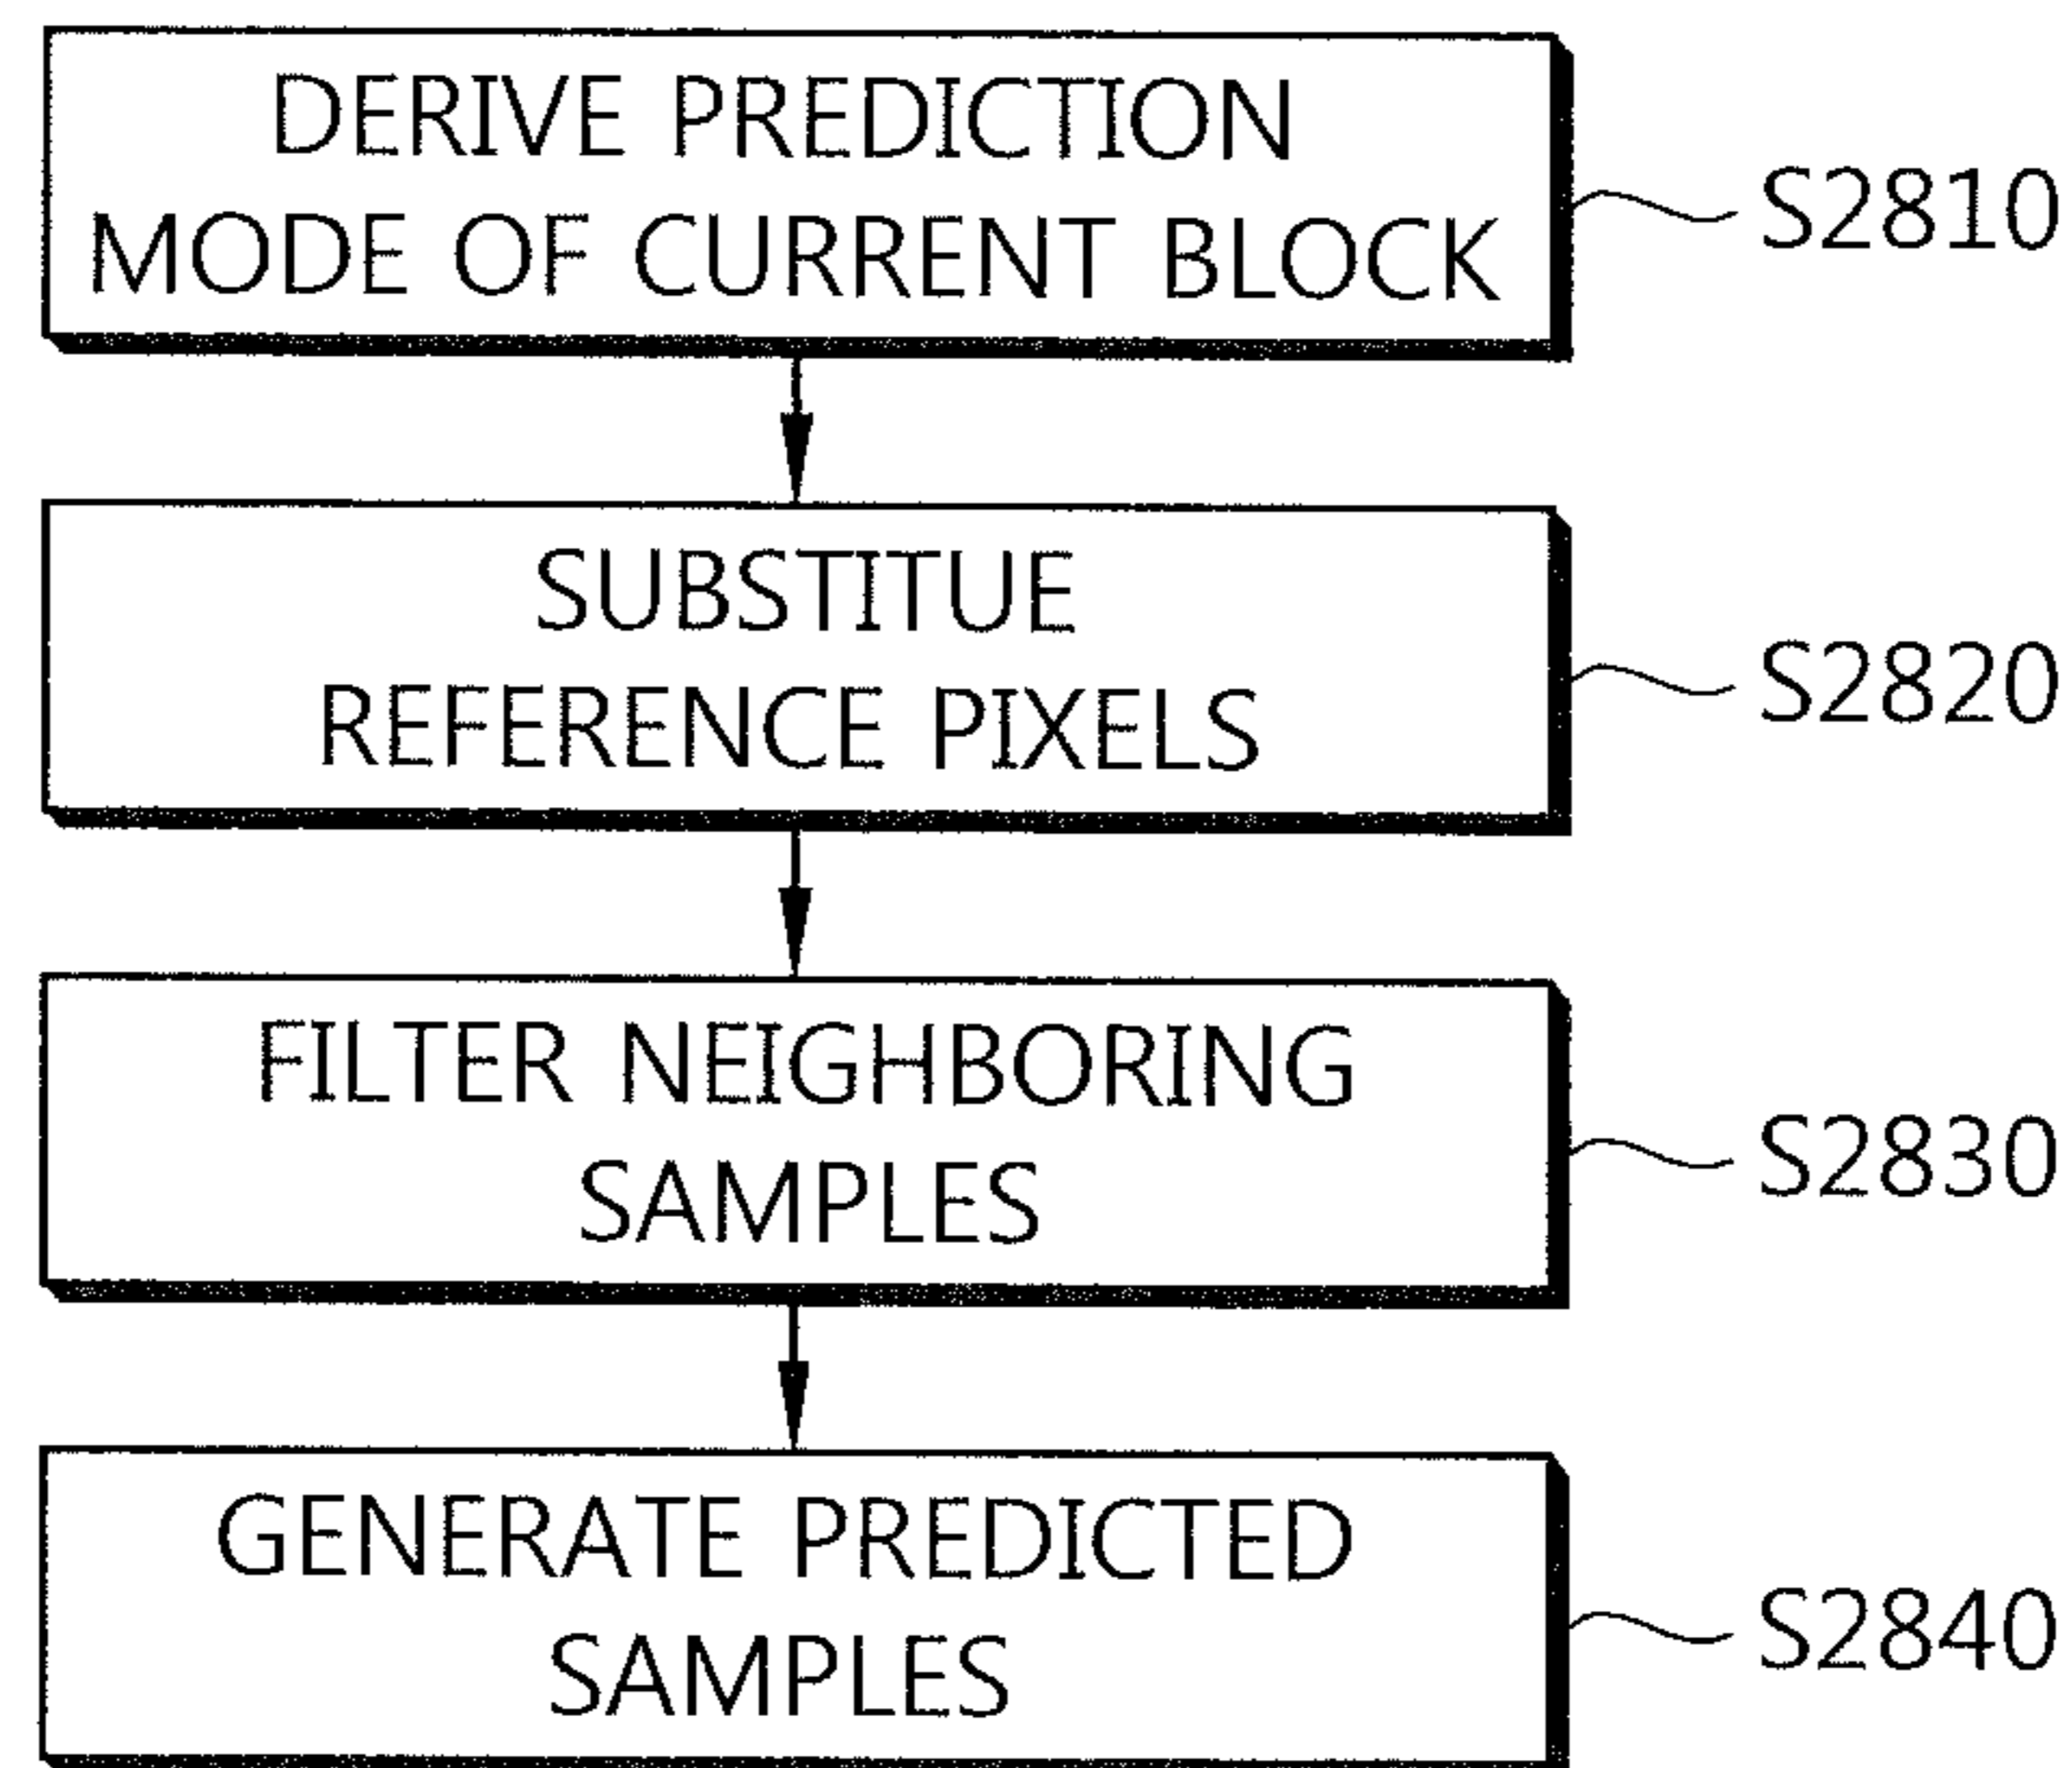 DERIVE PREDICTION
MODE OF CURRENT BLOCK
S2810
SUBSTITUE
REFERENCE PIXELS
S2820
FILTER NEIGHBORING
SAMPLES
S2830
GENERATE PREDICTED
SAMPLES
S2840